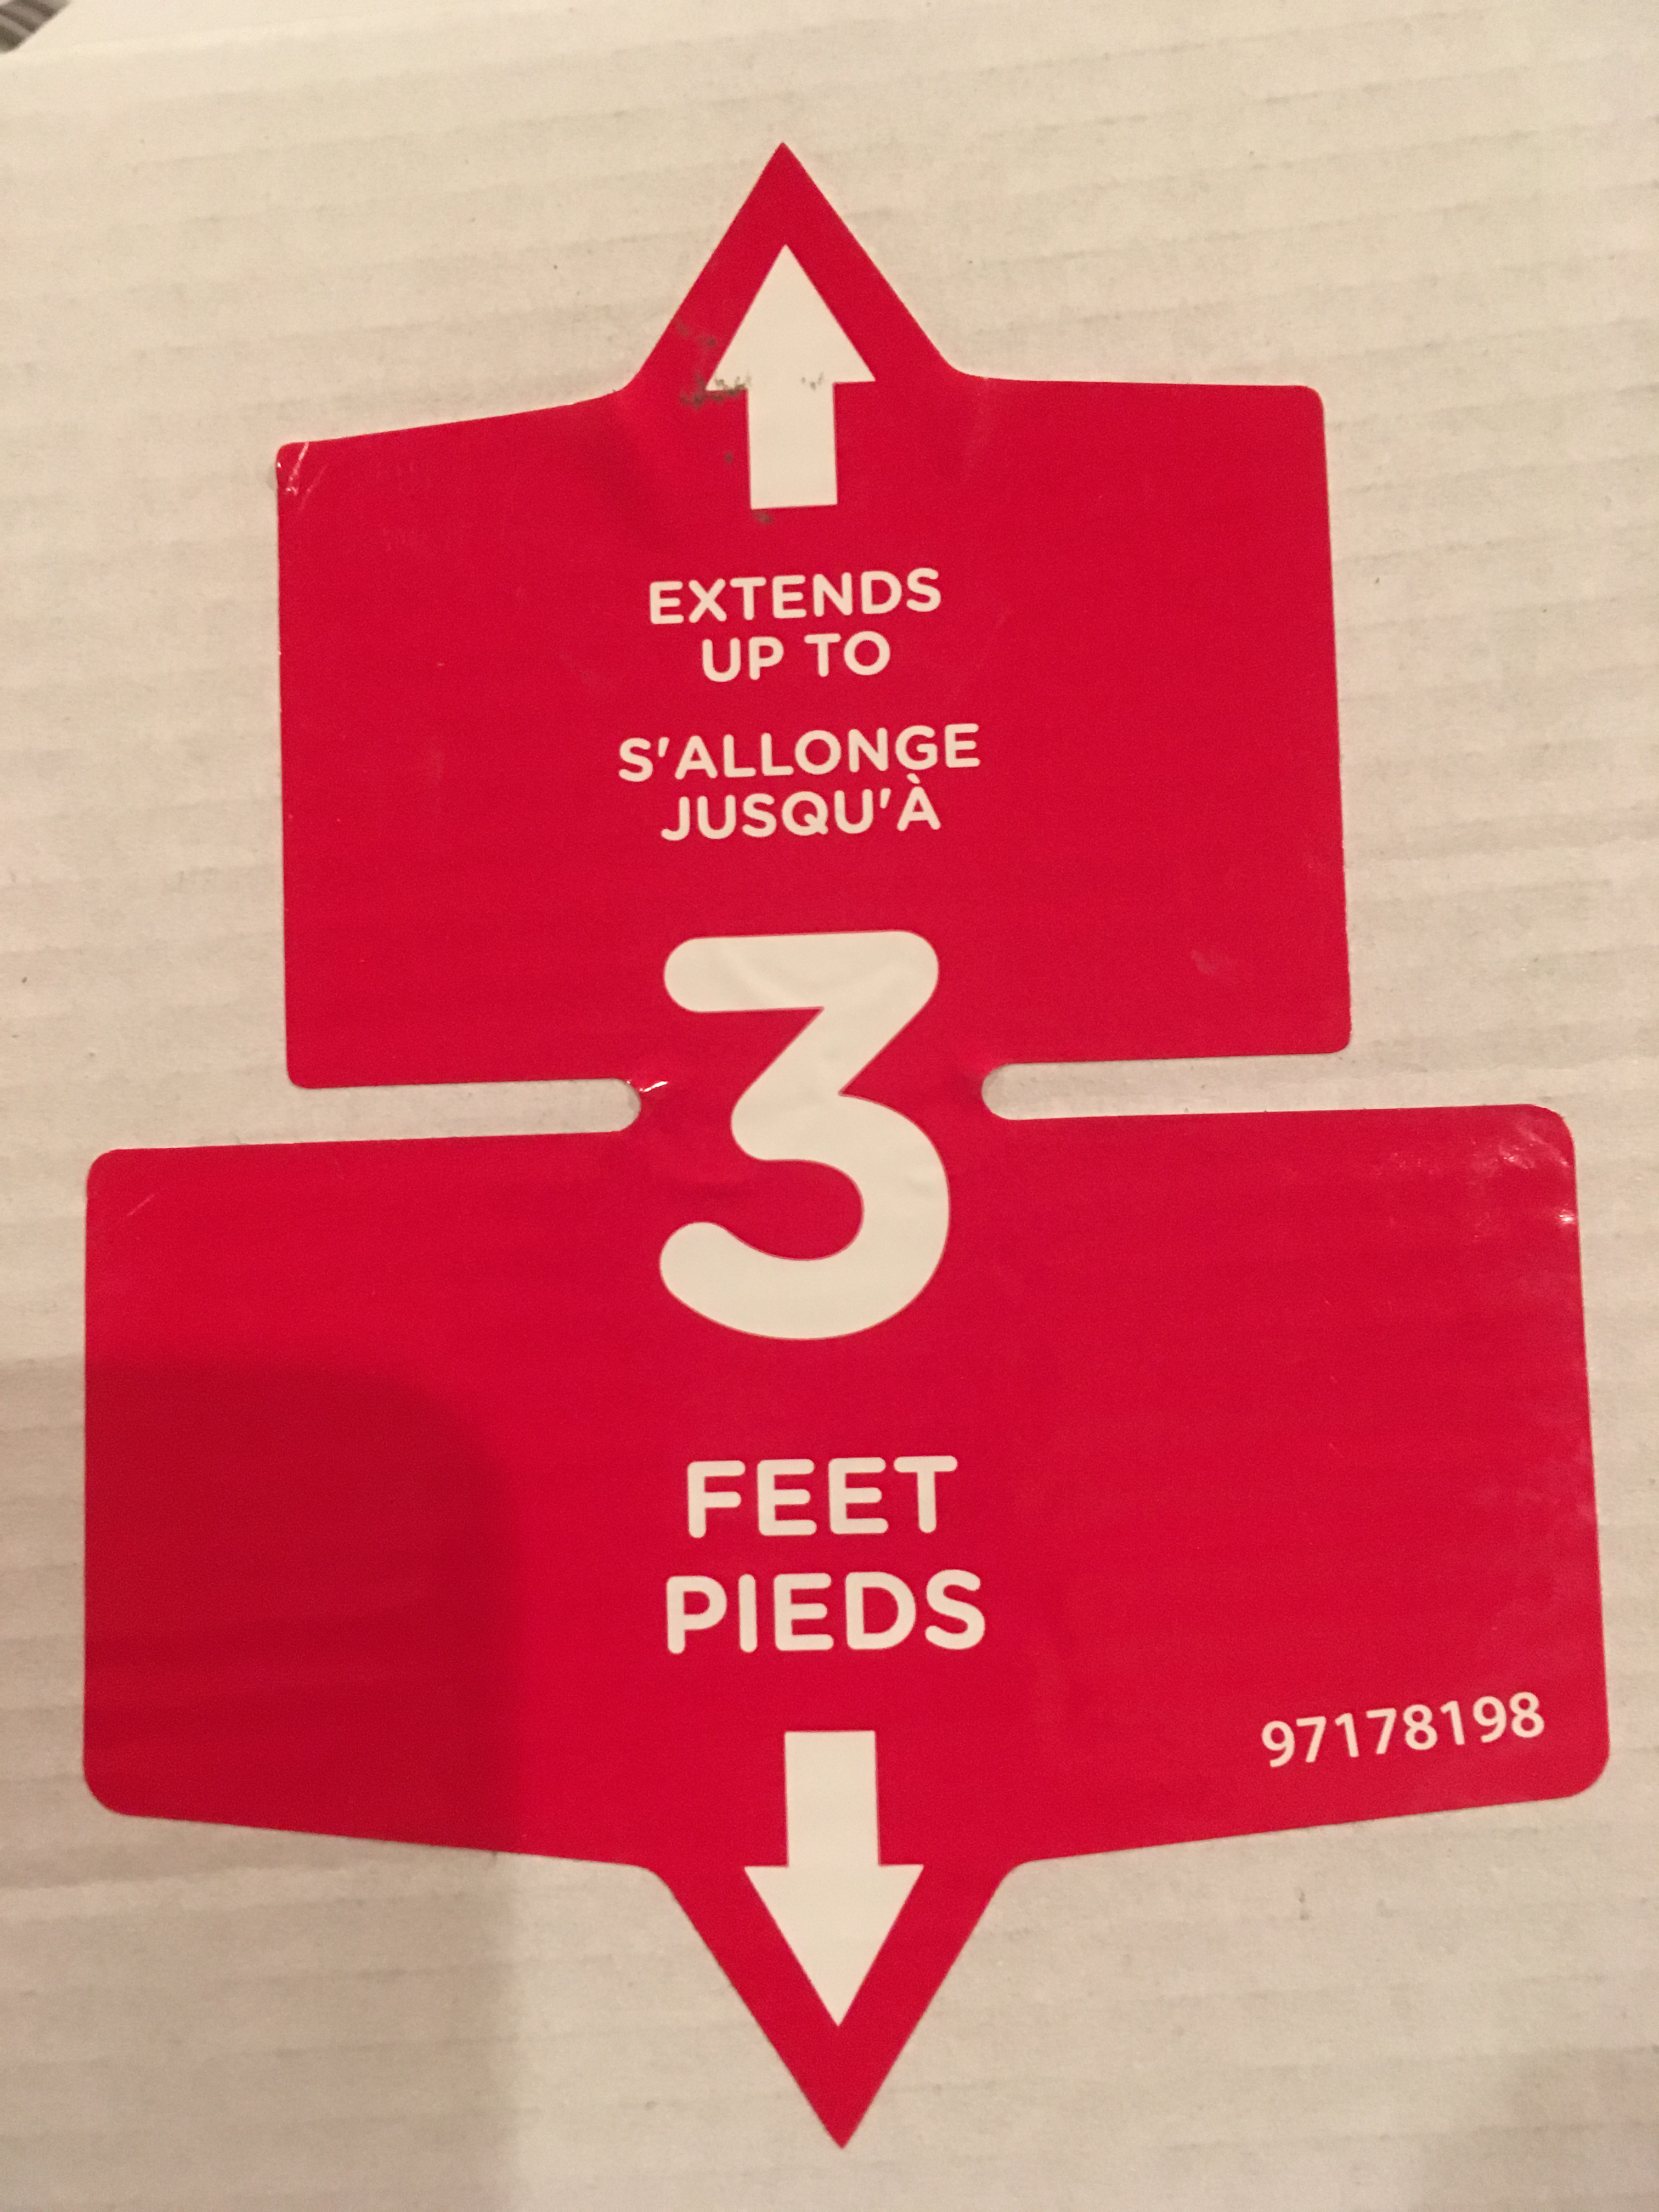 EXTENDS
UP TO
S'ALLONGE
JUSQU'À
3
FEET
PIEDS
97178198